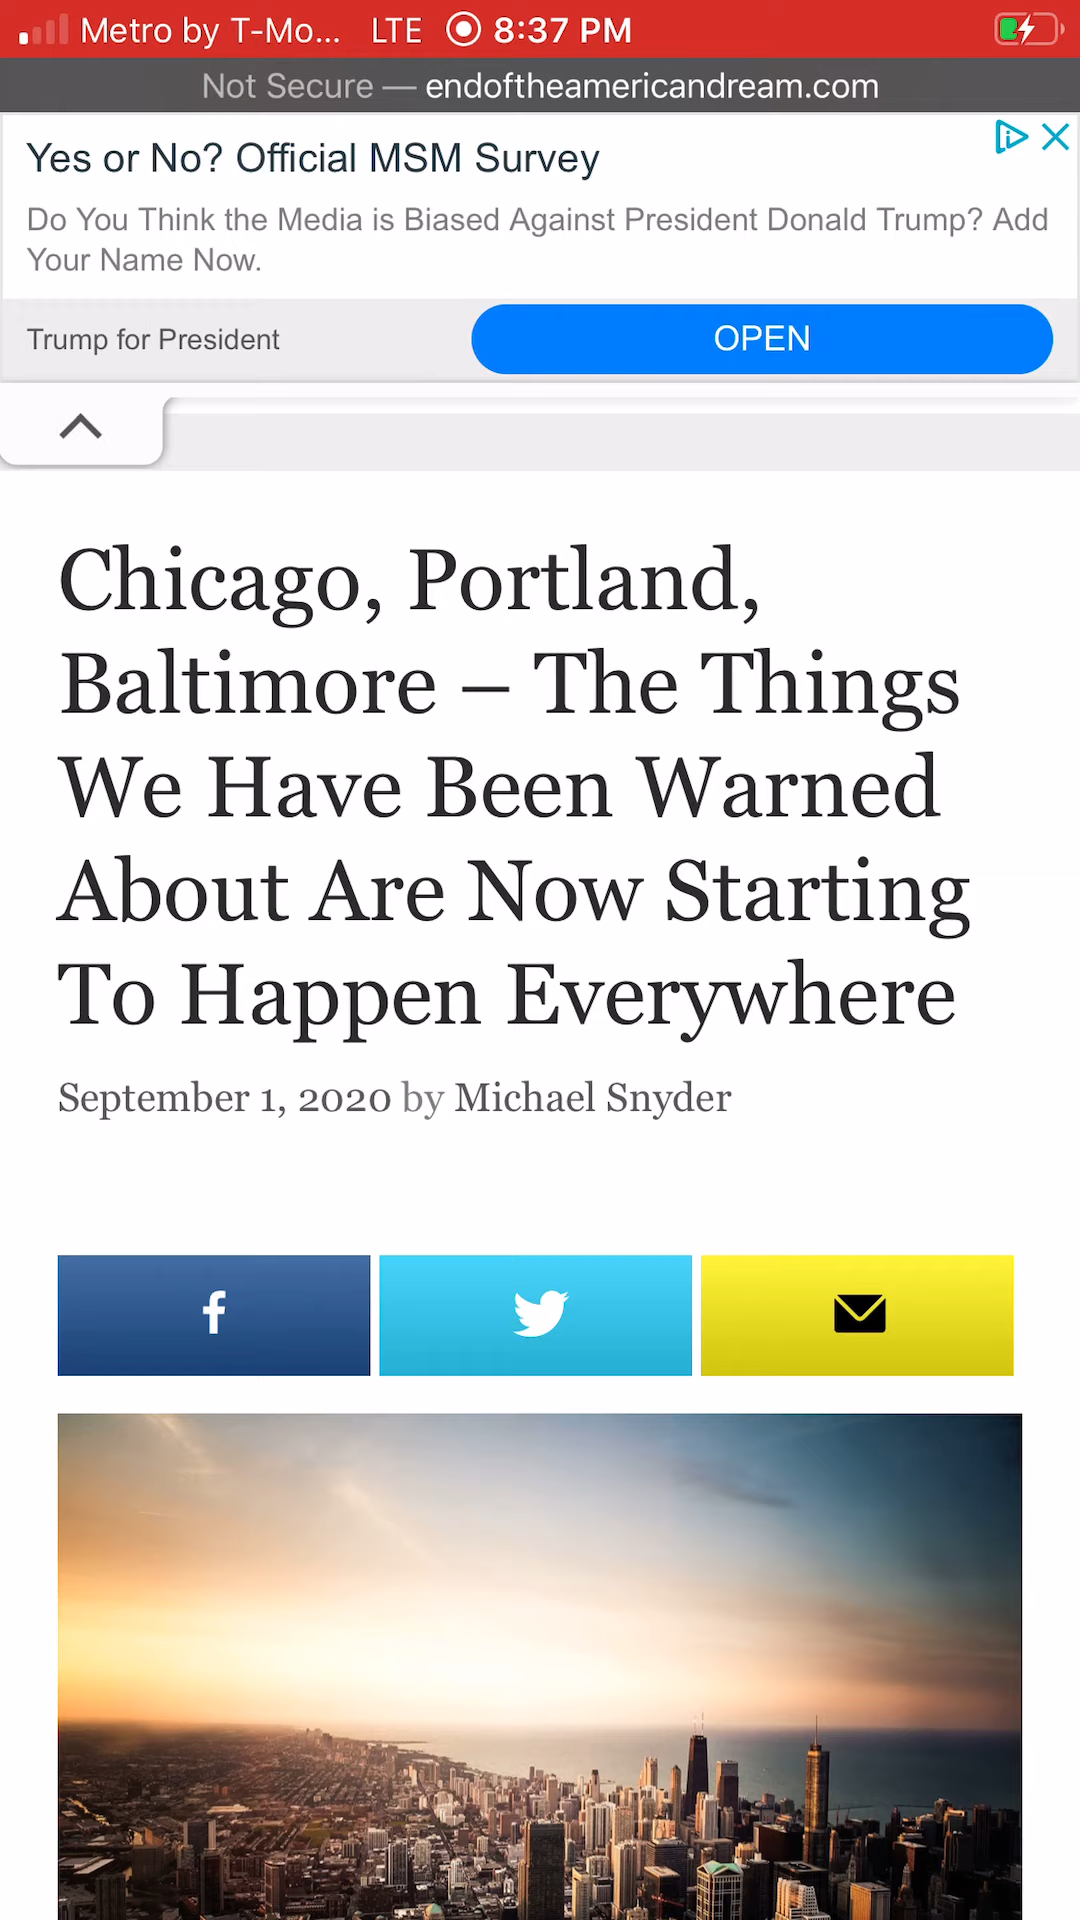 Metro by T-Mo... LTE 8:37 PM
Not Secure — endoftheamericandream.com
Yes or No? Official MSM Survey
Do You Think the Media is Biased Against President Donald Trump? Add
Your Name Now.
Trump for President OPEN
Chicago, Portland,
Baltimore – The Things
We Have Been Warned
About Are Now Starting
To Happen Everywhere
September 1, 2020 by Michael Snyder